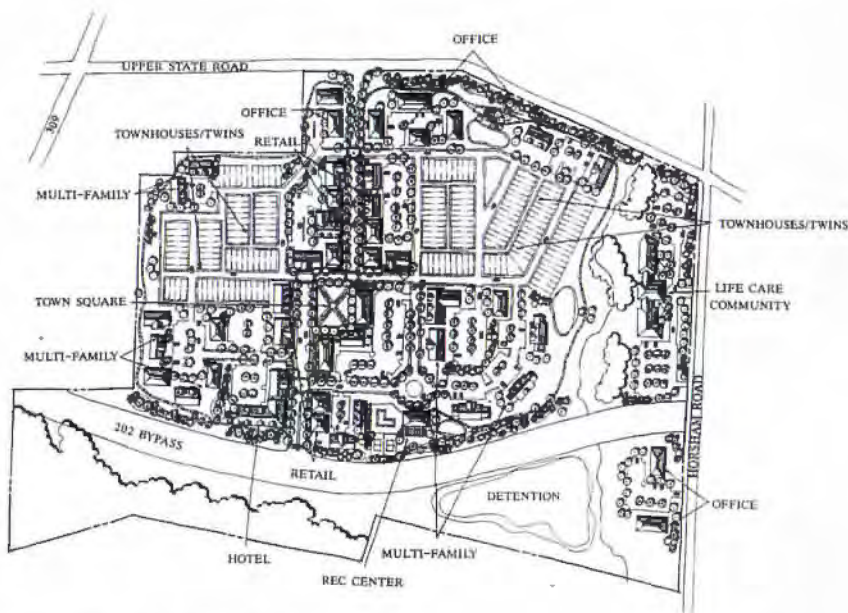 OFFICE
UPPER STATE ROAD
309
OFFICE
TOWNHOUSES/TWINS
RETAIL
MULTI-FAMILY
TOWNHOUSES/TWINS
LIFE CARE
COMMUNITY
TOWN SQUARE
MULTI-FAMILY
HORSHAM ROAD
202 BYPASS
RETAIL
DETENTION
OFFICE
HOTEL
MULTI-FAMILY
REC CENTER